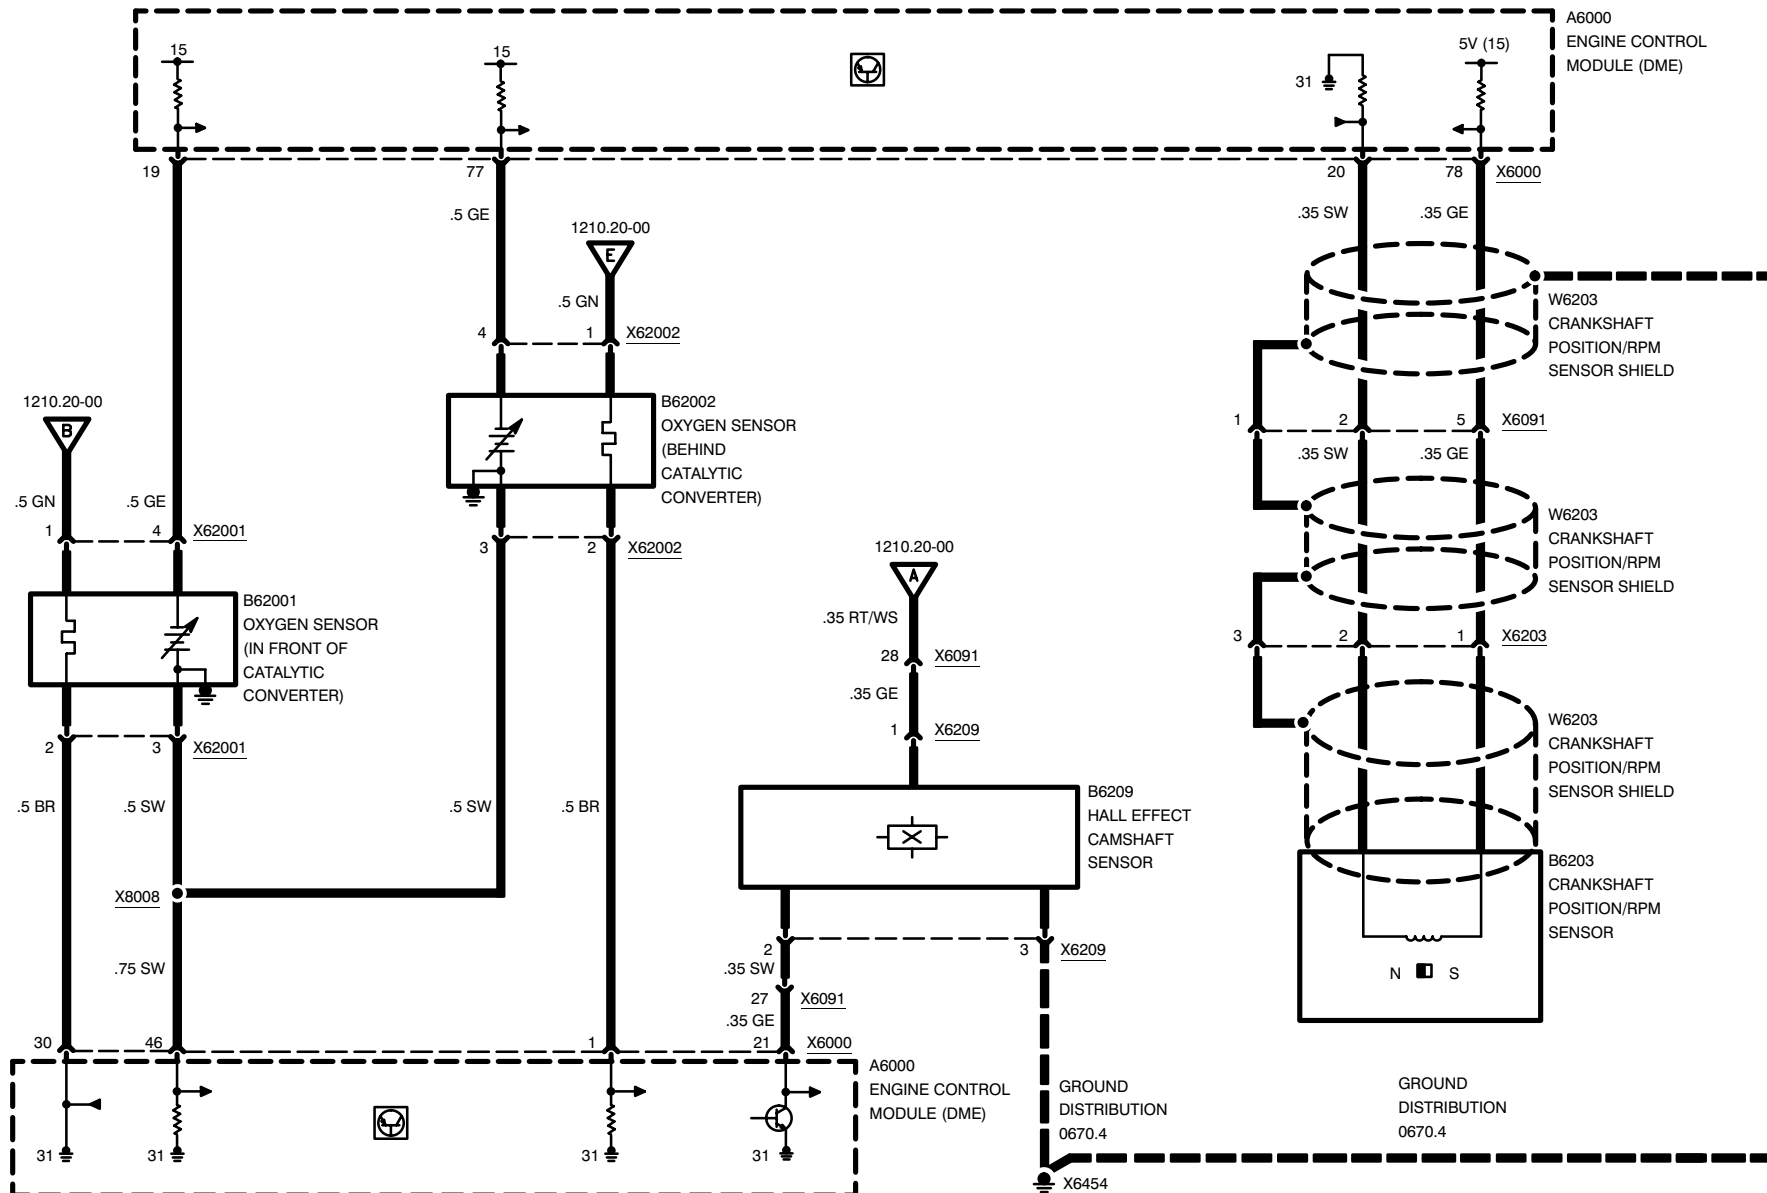 A6000
ENGINE CONTROL
MODULE (DME)
15
15
31
5V (15)
19
77
20
78
X6000
.5 GE
.35 SW
.35 GE
1210.20-00
E
.5 GN
4
1
X62002
W6203
CRANKSHAFT
POSITION/RPM
SENSOR SHIELD
1210.20-00
B
B62002
OXYGEN SENSOR
(BEHIND
CATALYTIC
CONVERTER)
1
2
5
X6091
.35 SW
.35 GE
.5 GN
.5 GE
1
4
X62001
3
2
X62002
1210.20-00
A
W6203
CRANKSHAFT
POSITION/RPM
SENSOR SHIELD
B62001
OXYGEN SENSOR
(IN FRONT OF
CATALYTIC
CONVERTER)
.35 RT/WS
28
X6091
.35 GE
1
X6209
3
2
1
X6203
2
3
X62001
W6203
CRANKSHAFT
POSITION/RPM
SENSOR SHIELD
.5 BR
.5 SW
.5 SW
.5 BR
B6209
HALL EFFECT
CAMSHAFT
SENSOR
B6203
CRANKSHAFT
POSITION/RPM
SENSOR
N
S
X8008
2
3
X6209
.75 SW
.35 SW
27
X6091
.35 GE
30
46
1
21
X6000
A6000
ENGINE CONTROL
MODULE (DME)
31
31
31
31
GROUND
DISTRIBUTION
0670.4
GROUND
DISTRIBUTION
0670.4
X6454